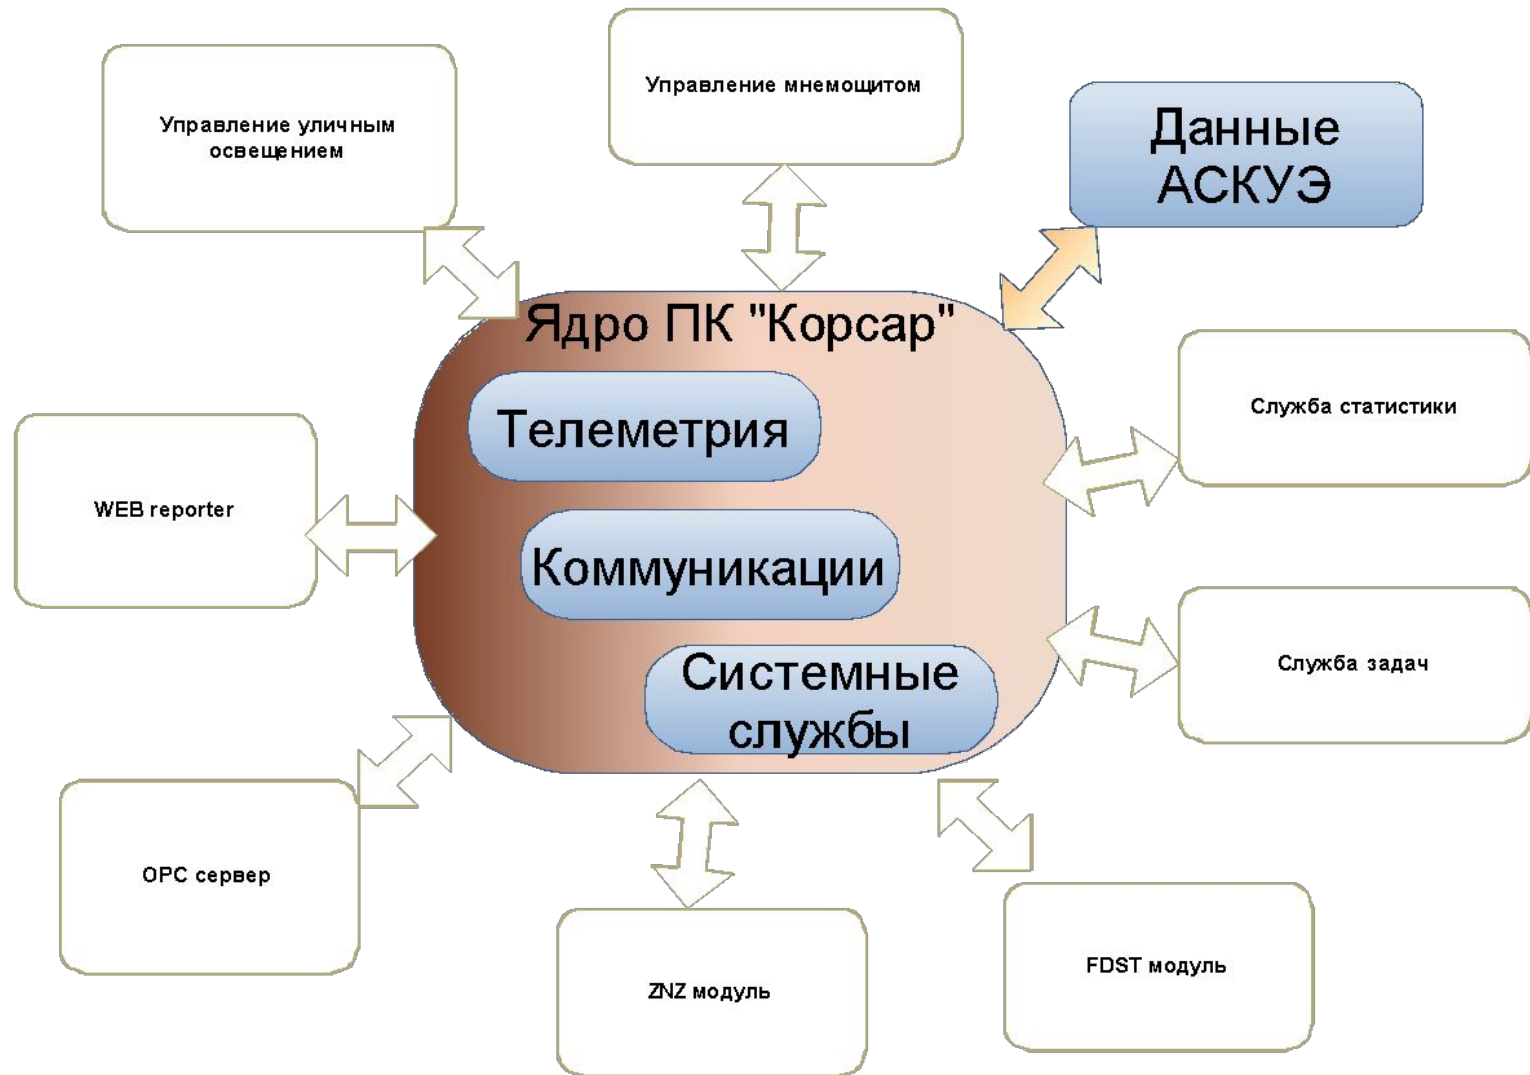 Управление мнемощитом
Управление уличным
освещением
Данные
АСКУЭ
Ядро ПК "Корсар"
Телеметрия
Служба статистики
WEB reporter
Коммуникации
Служба задач
Системные
службы
OPC сервер
ZNZ модуль
FDST модуль